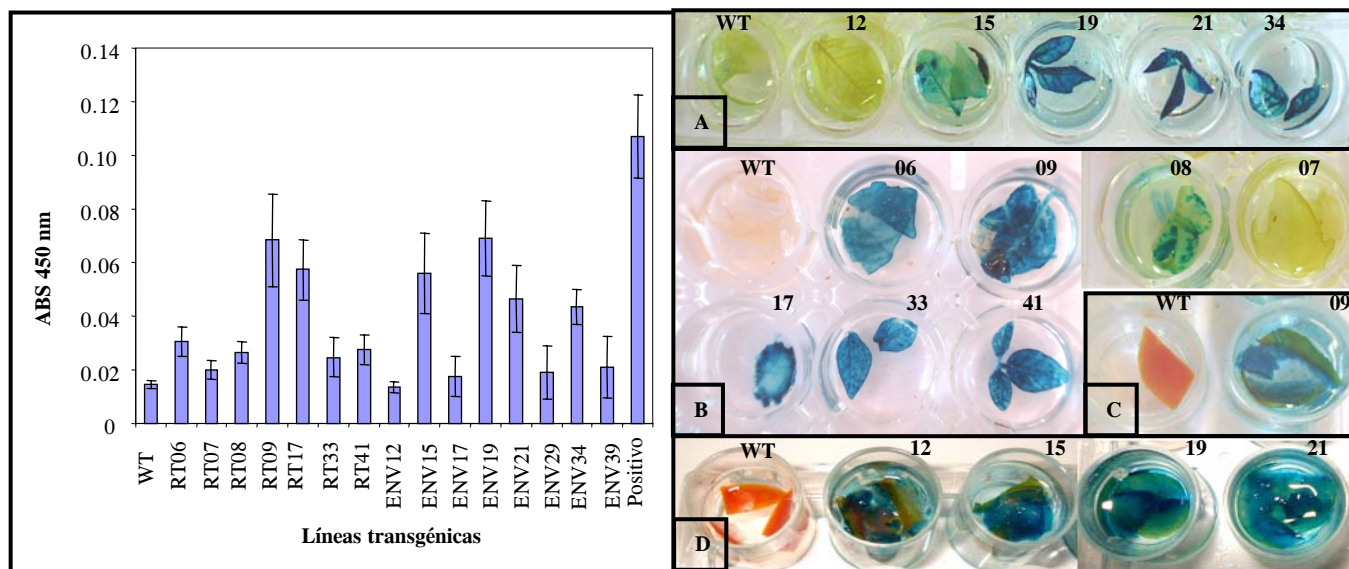 ABS 450 nm
0.14
0.12
0.10
0.08
0.06
0.04
0.02
0
WT
RT06
RT07
RT08
RT09
RT17
RT33
RT41
ENV12
ENV15
ENV17
ENV19
ENV21
ENV29
ENV34
ENV39
Positivo
Líneas transgénicas
WT 12 15 19 21 34
A
WT 06 09 08 07
17 33 41
B
WT 09
C
WT 12 15 19 21
D